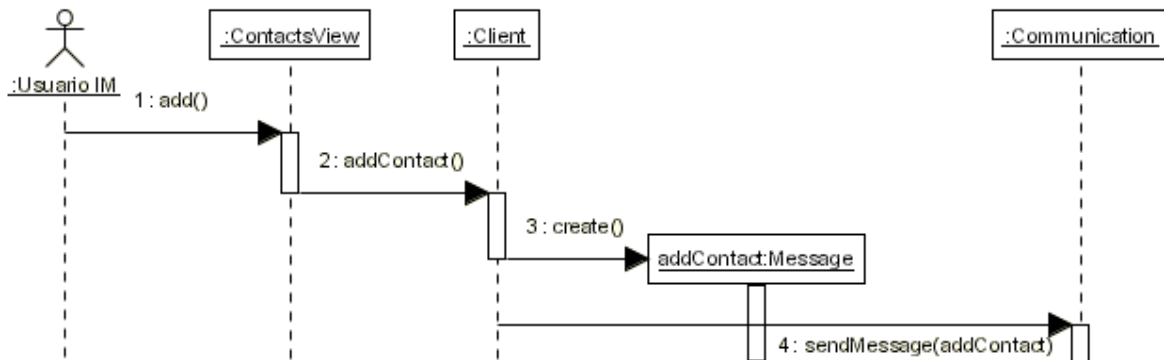 :ContactsView
:Client
:Communication
:Usuario IM
1 : add()
2 : addContact()
3 : create()
addContact:Message
4 : sendMessage(addContact)